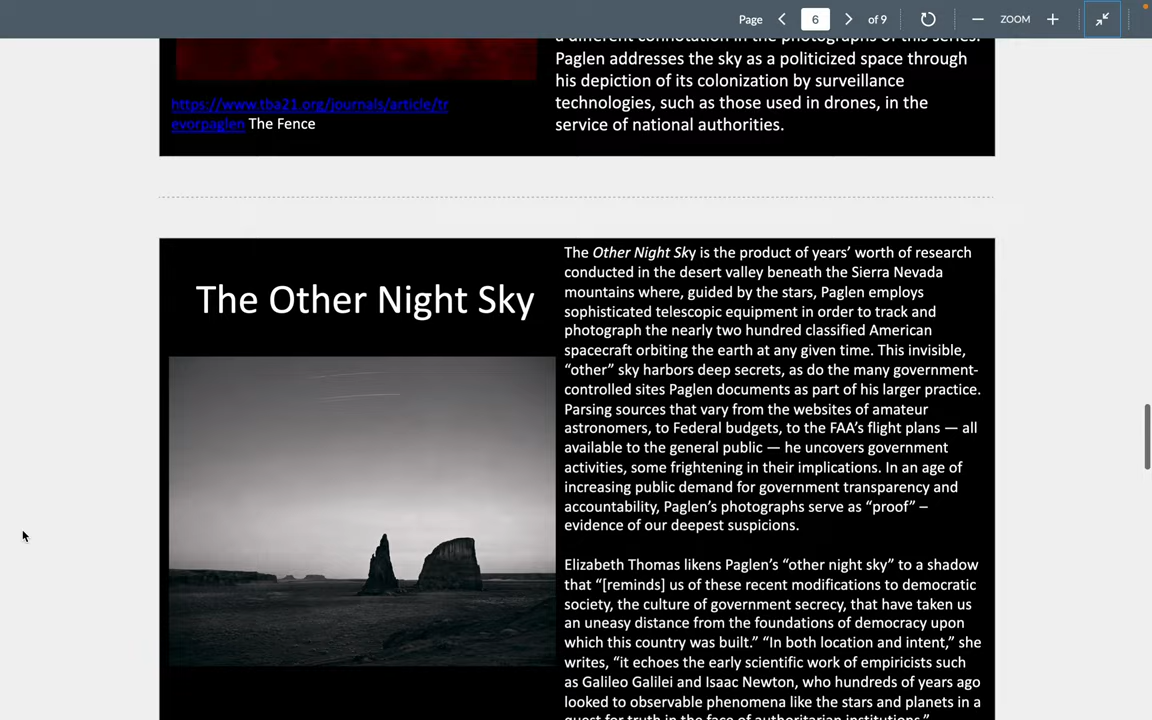 Page
6
of 9
ZOOM
a different connotation in the photographs of this series.
Paglen addresses the sky as a politicized space through
his depiction of its colonization by surveillance
technologies, such as those used in drones, in the
service of national authorities.
https://www.tba21.org/journals/article/tr
evorpaglen The Fence
The Other Night Sky
The Other Night Sky is the product of years’ worth of research
conducted in the desert valley beneath the Sierra Nevada
mountains where, guided by the stars, Paglen employs
sophisticated telescopic equipment in order to track and
photograph the nearly two hundred classified American
spacecraft orbiting the earth at any given time. This invisible,
“other” sky harbors deep secrets, as do the many government-
controlled sites Paglen documents as part of his larger practice.
Parsing sources that vary from the websites of amateur
astronomers, to Federal budgets, to the FAA’s flight plans — all
available to the general public — he uncovers government
activities, some frightening in their implications. In an age of
increasing public demand for government transparency and
accountability, Paglen’s photographs serve as “proof” –
evidence of our deepest suspicions.
Elizabeth Thomas likens Paglen’s “other night sky” to a shadow
that “[reminds] us of these recent modifications to democratic
society, the culture of government secrecy, that have taken us
an uneasy distance from the foundations of democracy upon
which this country was built.” “In both location and intent,” she
writes, “it echoes the early scientific work of empiricists such
as Galileo Galilei and Isaac Newton, who hundreds of years ago
looked to observable phenomena like the stars and planets in a
quest for truth in the face of authoritarian institutions.”